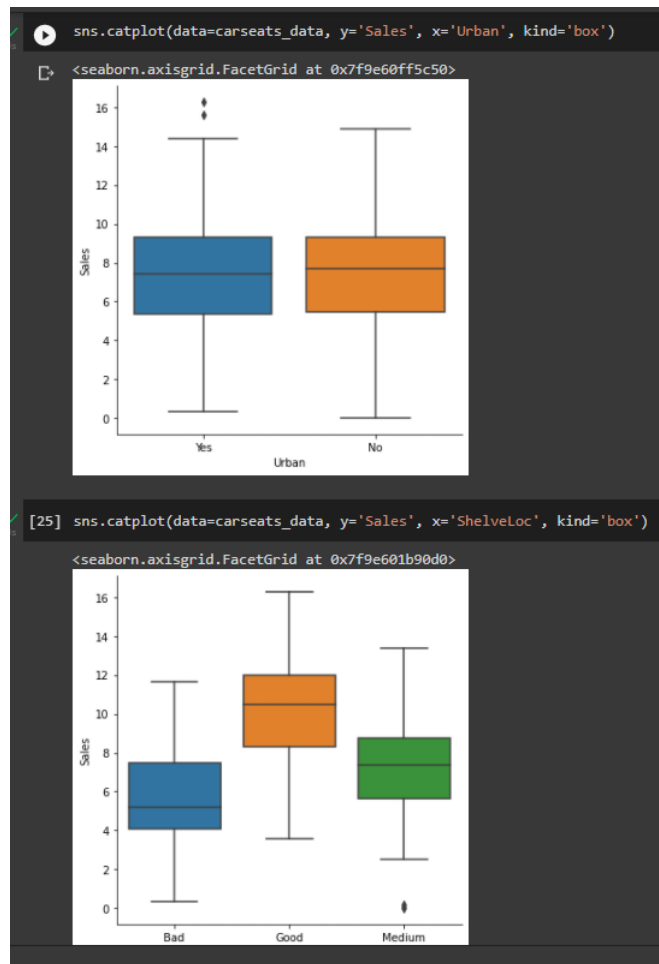 sns.catplot(data=carseats_data, y='Sales', x='Urban', kind='box')
<seaborn.axisgrid.FacetGrid at 0x7f9e60ff5c50>
16
14
12
10
8
6
4
2
0
Sales
Yes No
Urban
[25] sns.catplot(data=carseats_data, y='Sales', x='ShelveLoc', kind='box')
<seaborn.axisgrid.FacetGrid at 0x7f9e601b90d0>
16
14
12
10
8
6
4
2
0
Sales
Bad Good Medium